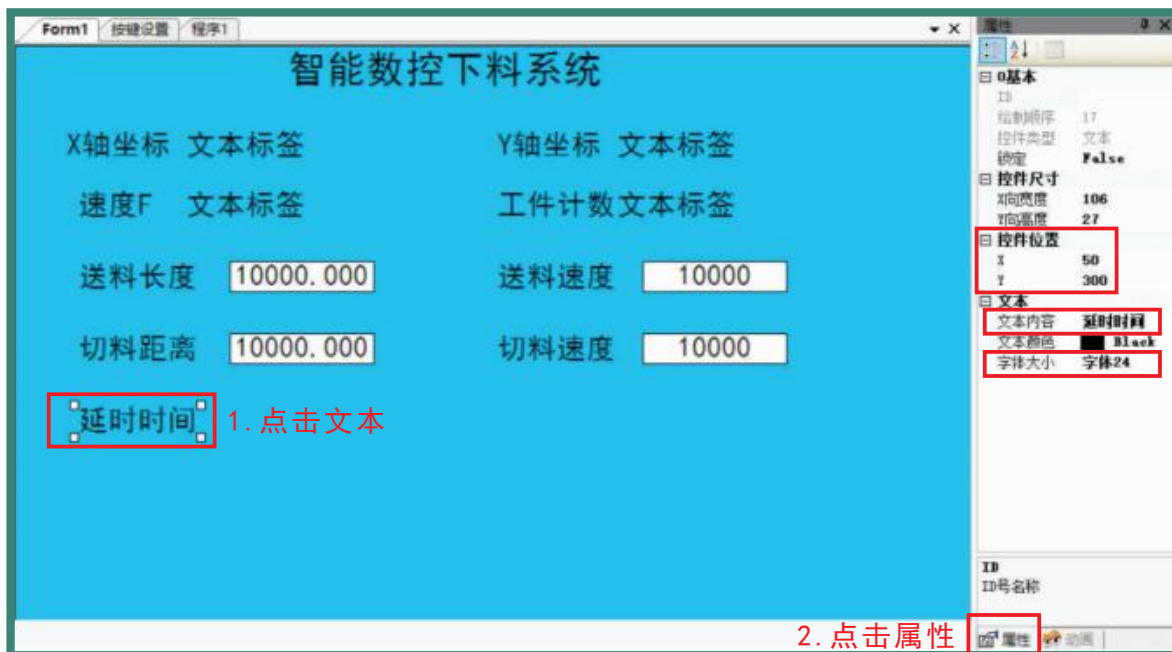 Form1 按键设置 程序1
属性
智能数控下料系统
X轴坐标 文本标签 Y轴坐标 文本标签
速度F 文本标签 工件计数 文本标签
送料长度 10000.000 送料速度 10000
切料距离 10000.000 切料速度 10000
延时时间 1.点击文本
0基本
ID
绘制顺序 17
控件类型 文本
锁定 False
控件尺寸
X向宽度 106
Y向高度 27
控件位置
X 50
Y 300
文本
文本内容 延时时间
文本颜色 Black
字体大小 字体24
ID
ID号名称
2.点击属性 属性 动画